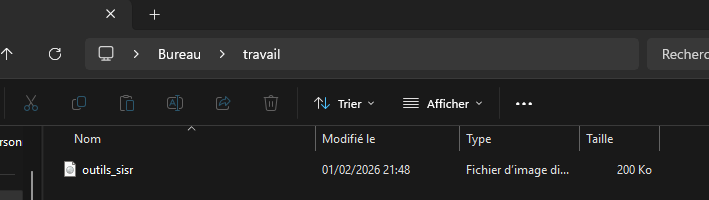 Bureau
travail
Recherc
Trier
Afficher
Nom
Modifié le
Type
Taille
rson
outils_sisr
01/02/2026 21:48
Fichier d'image di...
200 Ko